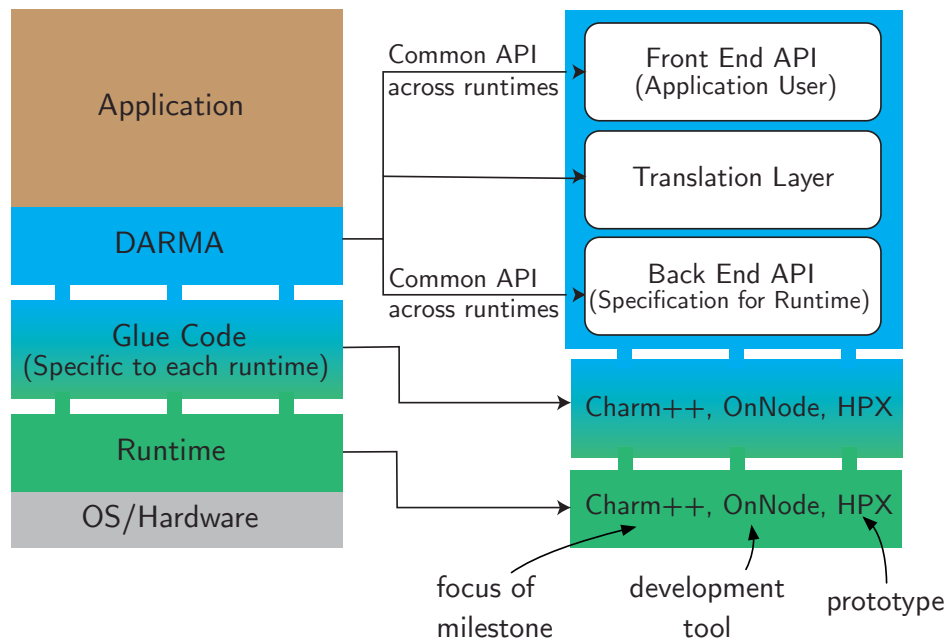 Application
DARMA
Glue Code
(Specific to each runtime)
Runtime
OS/Hardware
Common API
across runtimes
Common API
across runtimes
Front End API
(Application User)
Translation Layer
Back End API
(Specification for Runtime)
Charm++, OnNode, HPX
Charm++, OnNode, HPX
focus of
milestone
development
tool
prototype